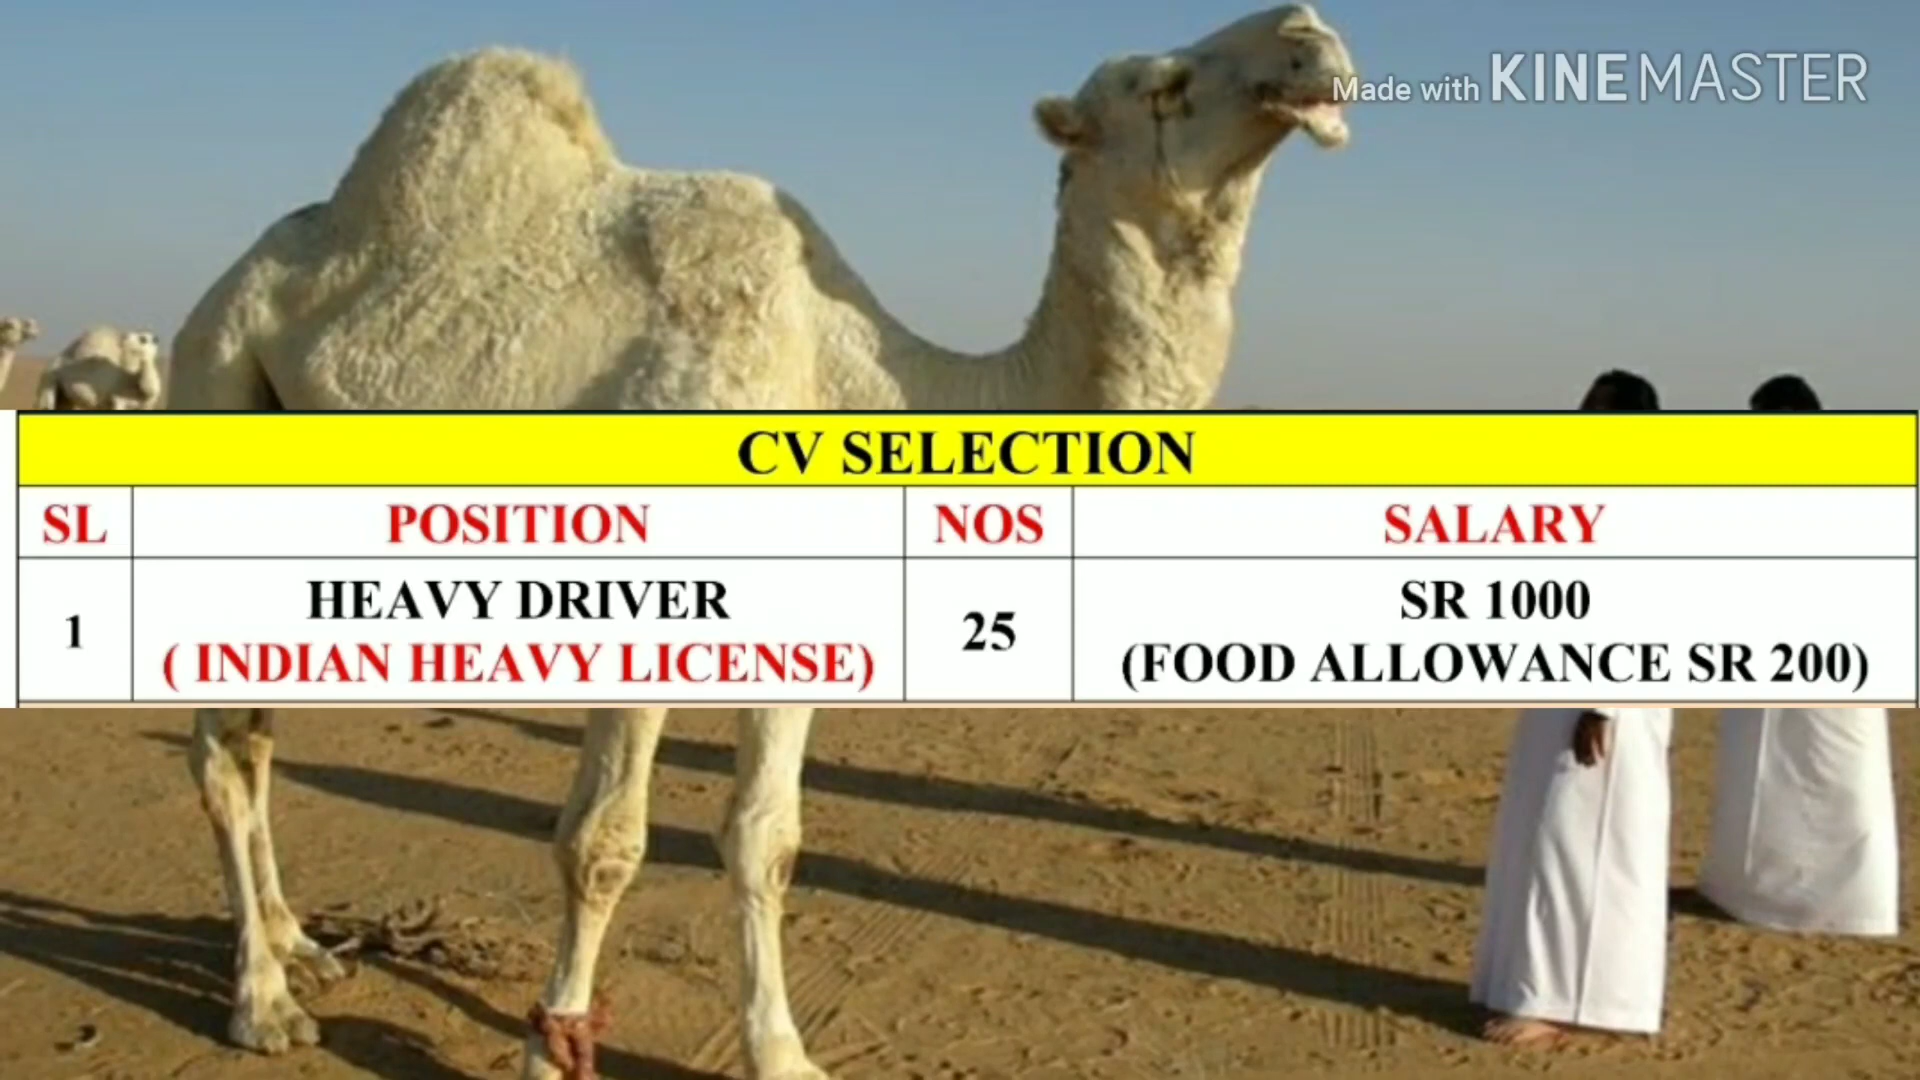 Made with KINEMASTER
CV SELECTION
SL POSITION NOS SALARY
1 HEAVY DRIVER 25 SR 1000
( INDIAN HEAVY LICENSE) (FOOD ALLOWANCE SR 200)